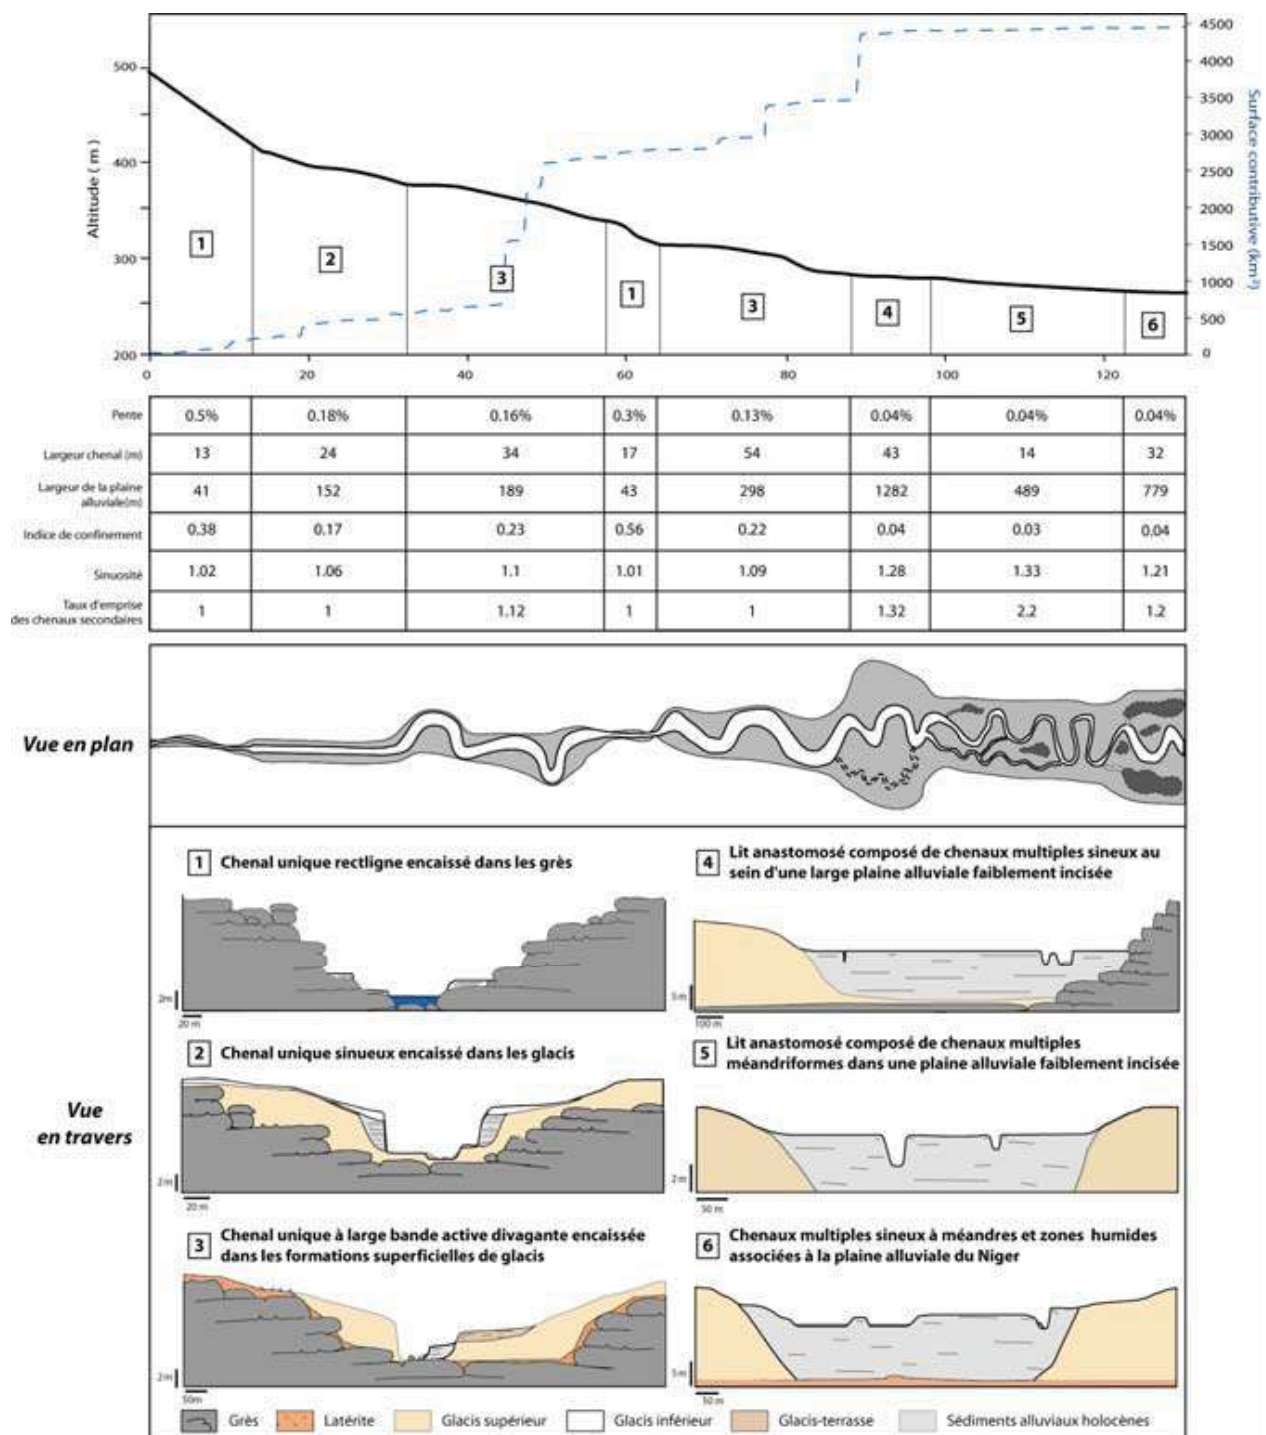 4500
500
4000
3500
3000
400
2500
2000
300
1500
1000
500
200
0
Altitude ( m )
Surface contributive (km²)
1
2
3
1
3
4
5
6
0
20
40
60
80
100
120
Pente 0.5% 0.18% 0.16% 0.3% 0.13% 0.04% 0.04% 0.04%
Largeur chenal (m) 13 24 34 17 54 43 14 32
Largeur de la plaine
alluviale(m) 41 152 189 43 298 1282 489 779
Indice de confinement 0.38 0.17 0.23 0.56 0.22 0.04 0.03 0.04
Sinuosité 1.02 1.06 1.1 1.01 1.09 1.28 1.33 1.21
Taux d'emprise
des chenaux secondaires 1 1 1.12 1 1 1.32 2.2 1.2
Vue en plan
1 Chenal unique rectligne encaissé dans les grès
2m
20 m
4 Lit anastomosé composé de chenaux multiples sineux au
sein d'une large plaine alluviale faiblement incisée
5 m
100 m
Vue
en travers
2 Chenal unique sinueux encaissé dans les glacis
2 m
20 m
5 Lit anastomosé composé de chenaux multiples
méandriformes dans une plaine alluviale faiblement incisée
2 m
50 m
3 Chenal unique à large bande active divagante encaissée
dans les formations superficielles de glacis
2 m
50m
6 Chenaux multiples sineux à méandres et zones humides
associées à la plaine alluviale du Niger
5 m
50 m
Grès Latérite Glacis supérieur Glacis inférieur Glacis-terrasse Sédiments alluviaux holocènes